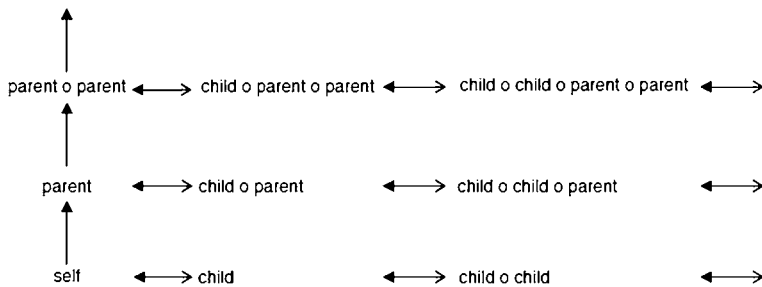 parent o parent child o parent o parent child o child o parent o parent
parent child o parent child o child o parent
self child child o child